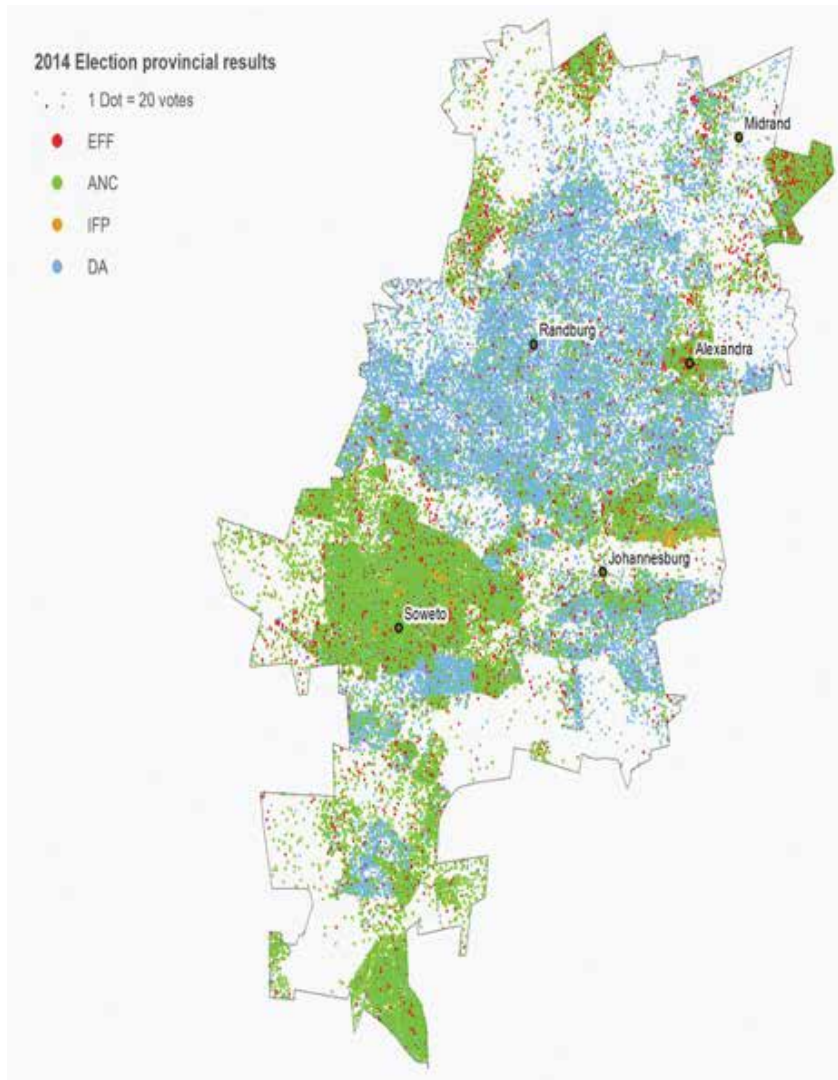 2014 Election provincial results
1 Dot = 20 votes
EFF
ANC
IFP
DA
Midrand
Randburg
Alexandra
Johannesburg
Soweto